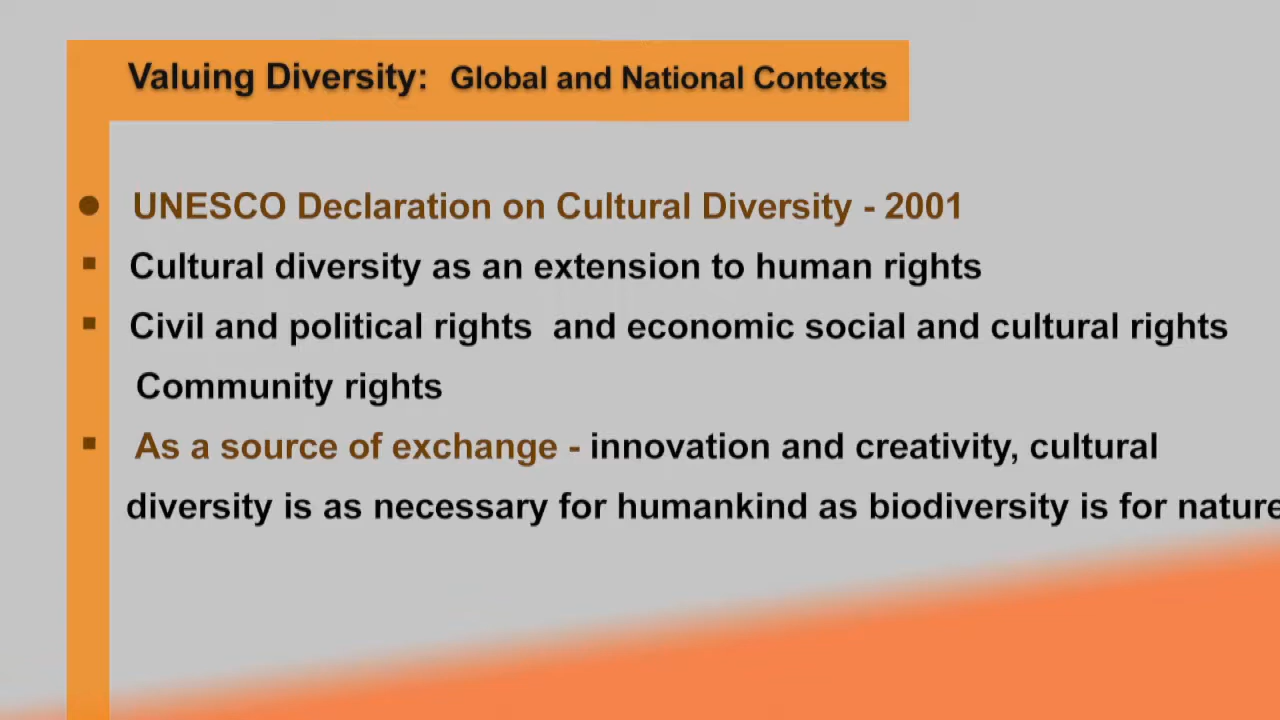 Valuing Diversity: Global and National Contexts
● UNESCO Declaration on Cultural Diversity - 2001
▪ Cultural diversity as an extension to human rights
▪ Civil and political rights and economic social and cultural rights
Community rights
▪ As a source of exchange - innovation and creativity, cultural
diversity is as necessary for humankind as biodiversity is for nature